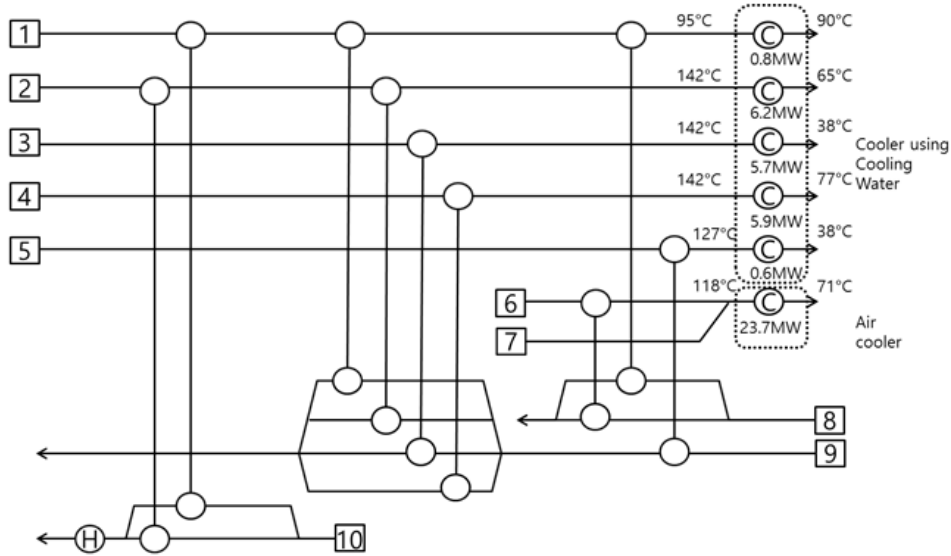 1 95°C C 90°C
0.8MW
2 142°C C 65°C
6.2MW
3 142°C C 38°C
5.7MW
Cooler using
Cooling
Water
4 142°C C 77°C
5.9MW
5 127°C C 38°C
0.6MW
6 118°C C 71°C
7 23.7MW
Air
cooler
8
9
H 10